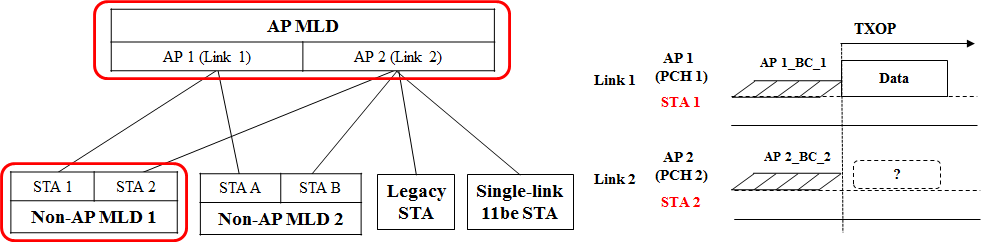 AP MLD
AP 1 (Link 1)
AP 2 (Link 2)
STA 1
STA 2
Non-AP MLD 1
STA A
STA B
Non-AP MLD 2
Legacy
STA
Single-link
11be STA
TXOP
Link 1
AP 1
(PCH 1)
STA 1
AP 1_BC_1
Data
Link 2
AP 2
(PCH 2)
STA 2
AP 2_BC_2
?